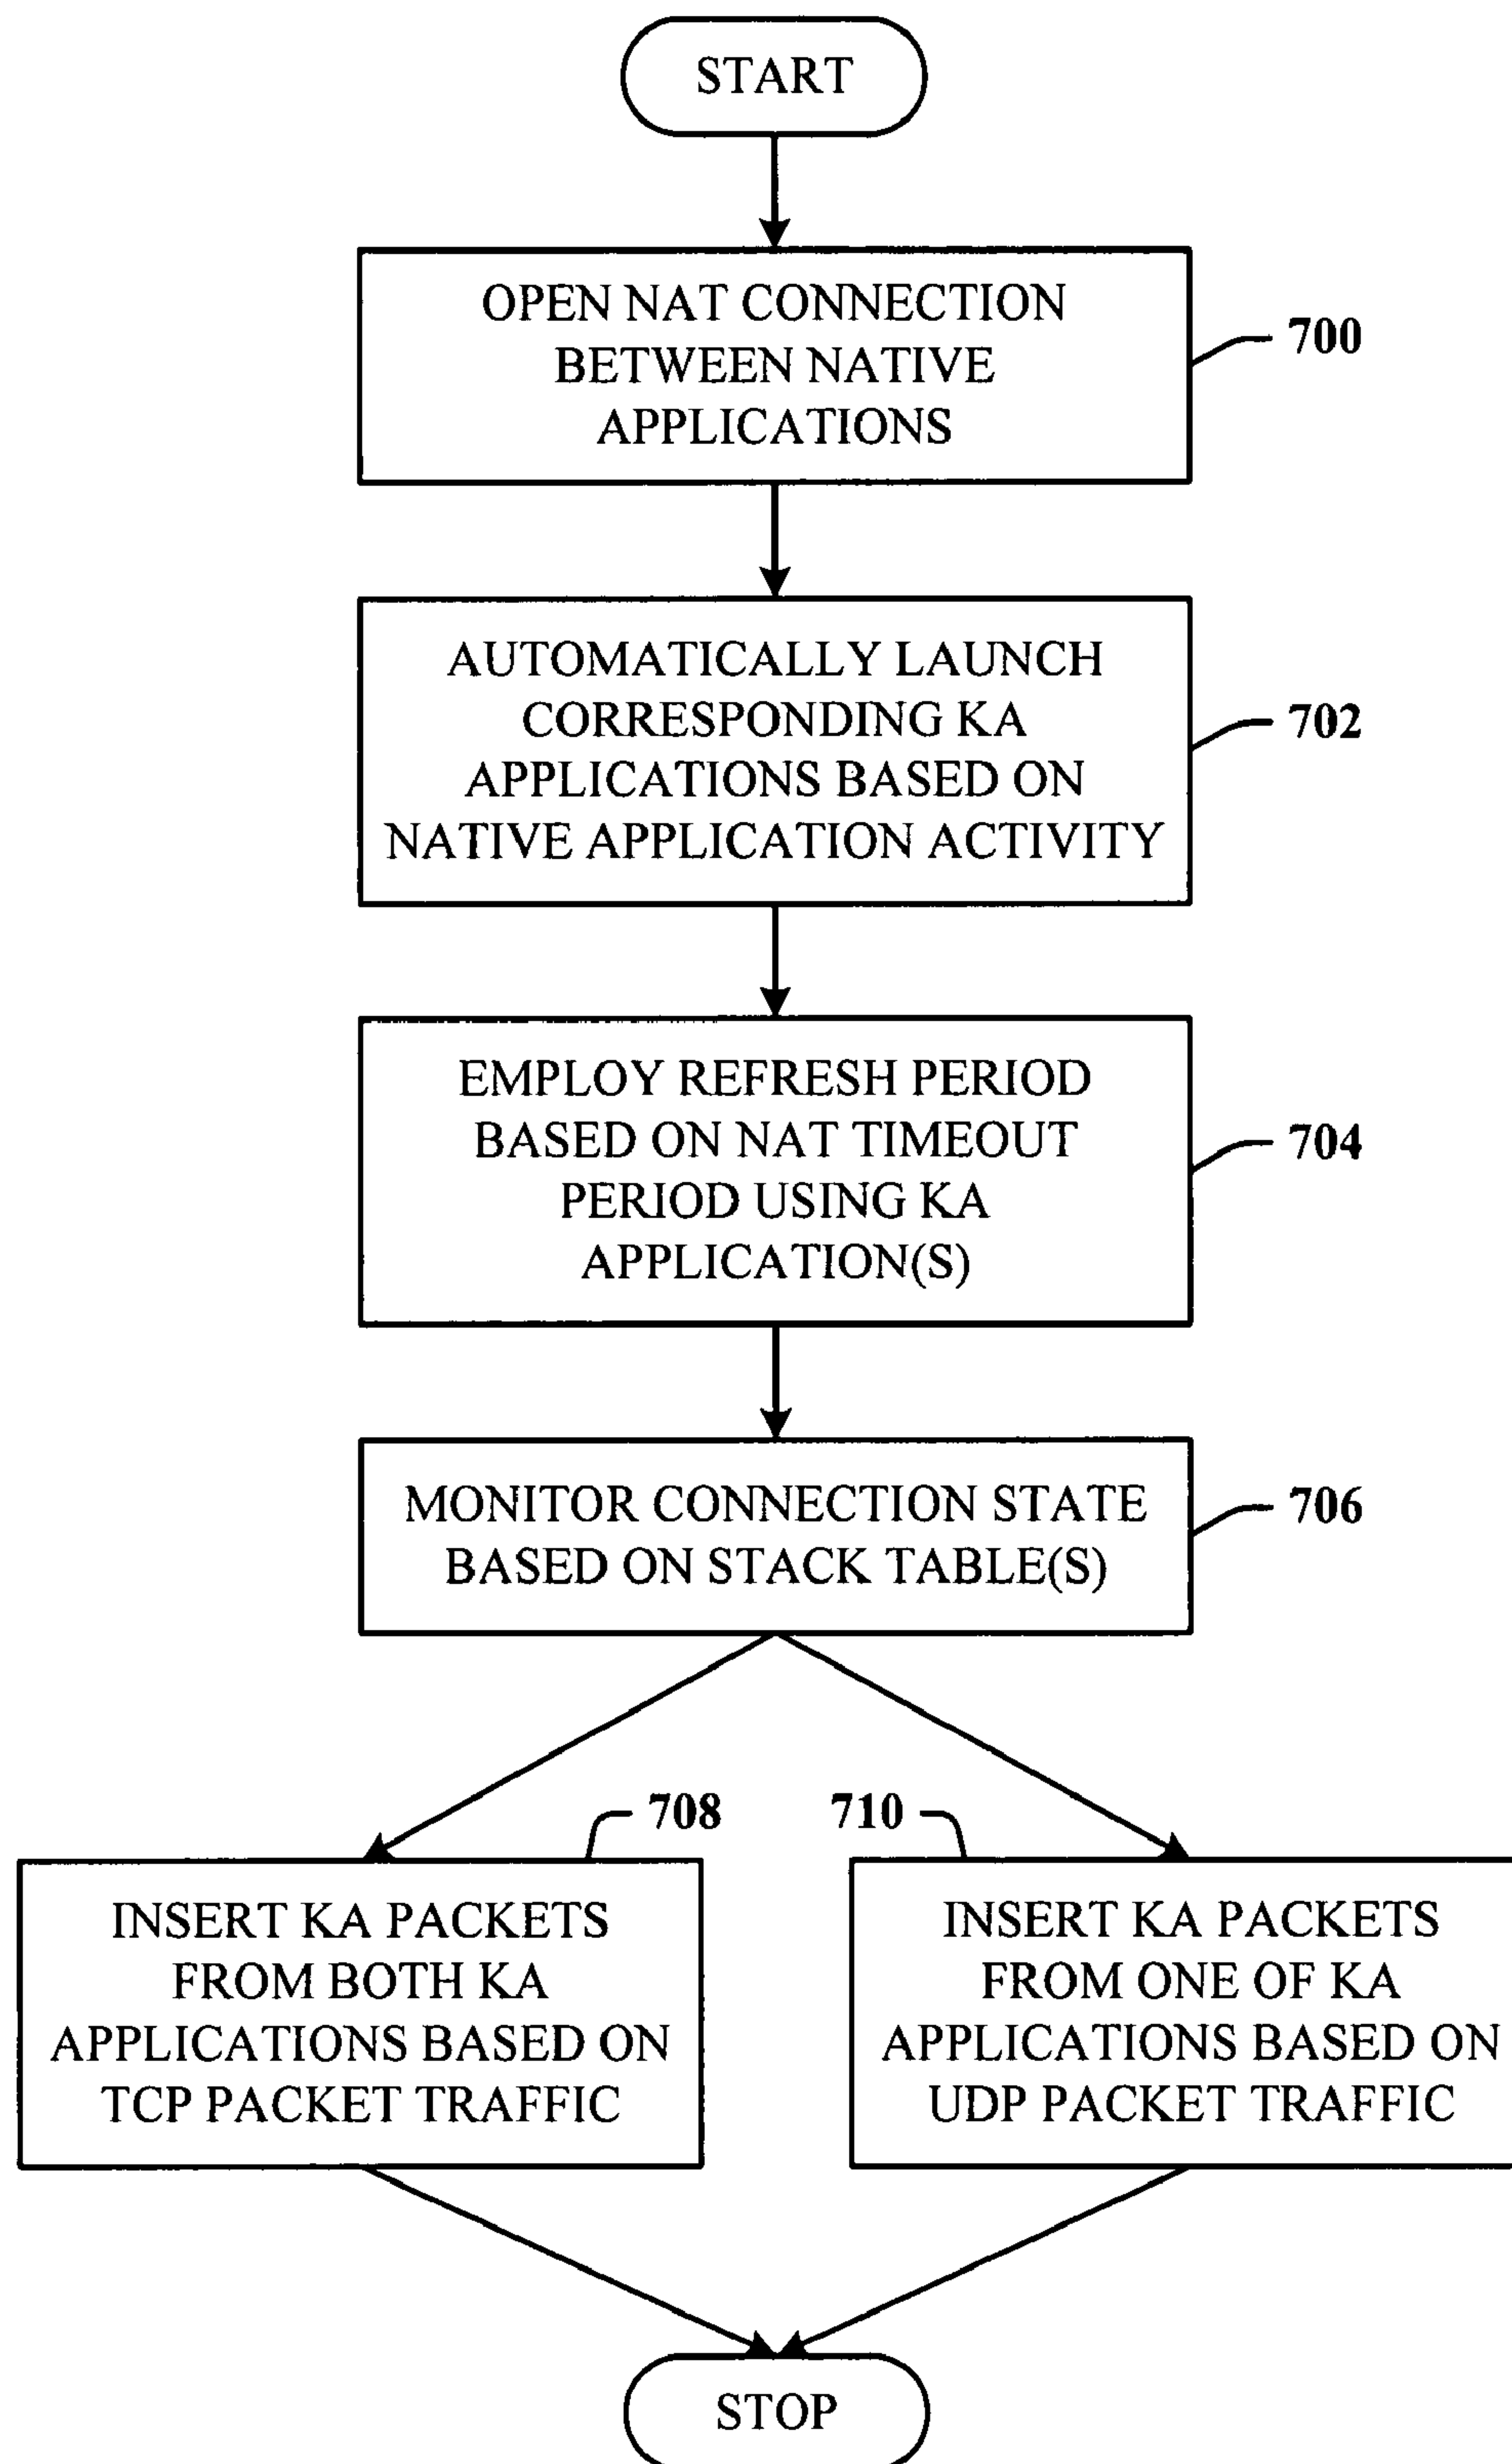 START
OPEN NAT CONNECTION
BETWEEN NATIVE
APPLICATIONS
700
AUTOMATICALLY LAUNCH
CORRESPONDING KA
APPLICATIONS BASED ON
NATIVE APPLICATION ACTIVITY
702
EMPLOY REFRESH PERIOD
BASED ON NAT TIMEOUT
PERIOD USING KA
APPLICATION(S)
704
MONITOR CONNECTION STATE
BASED ON STACK TABLE(S)
706
708
INSERT KA PACKETS
FROM BOTH KA
APPLICATIONS BASED ON
TCP PACKET TRAFFIC
710
INSERT KA PACKETS
FROM ONE OF KA
APPLICATIONS BASED ON
UDP PACKET TRAFFIC
STOP